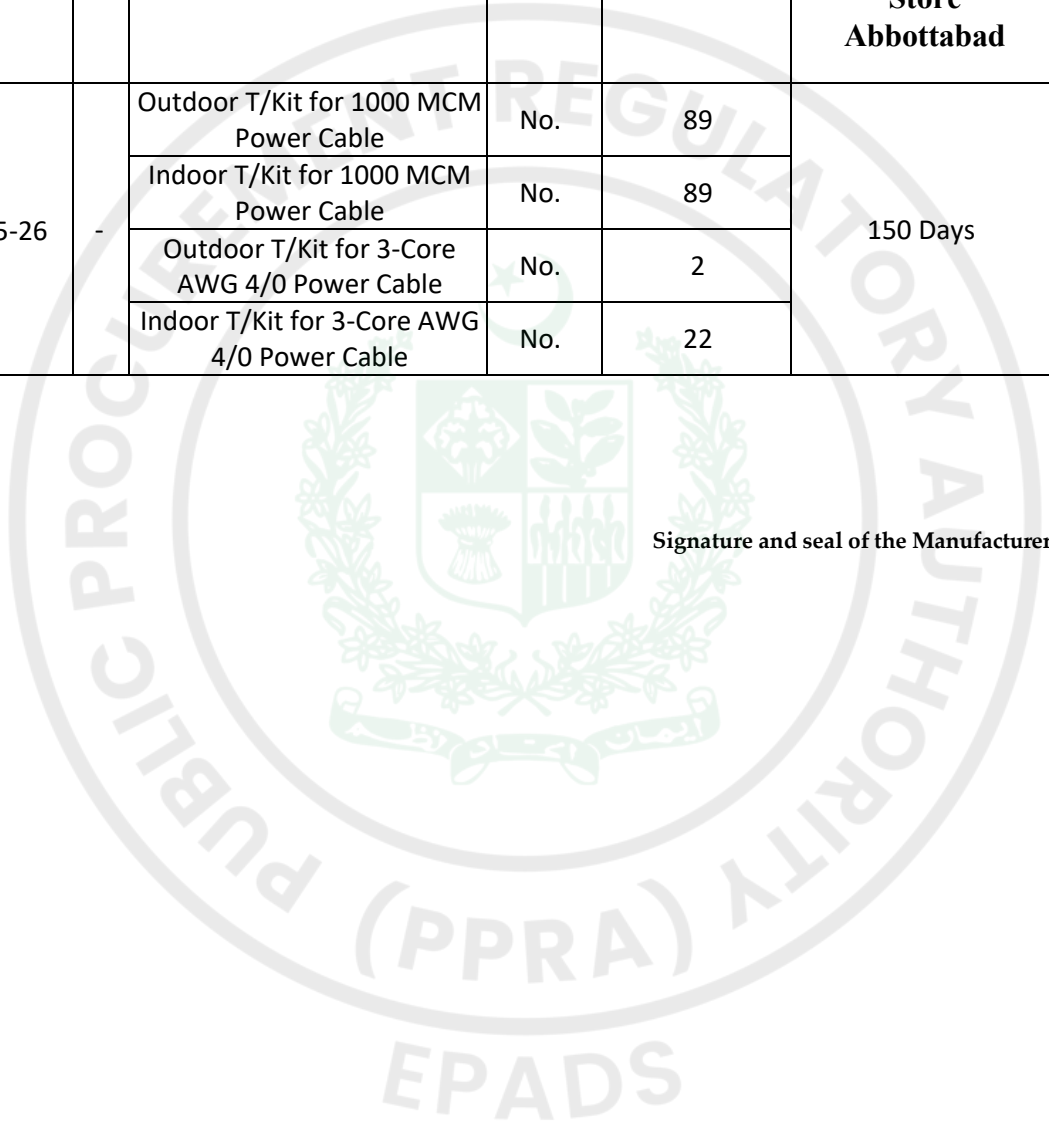 Store
Abbottabad
Outdoor T/Kit for 1000 MCM
Power Cable
No.
89
Indoor T/Kit for 1000 MCM
Power Cable
No.
89
5-26
-
150 Days
Outdoor T/Kit for 3-Core
AWG 4/0 Power Cable
No.
2
Indoor T/Kit for 3-Core AWG
4/0 Power Cable
No.
22
Signature and seal of the Manufacturer
PUBLIC PROCUREMENT REGULATORY AUTHORITY
(PPRA)
EPADS